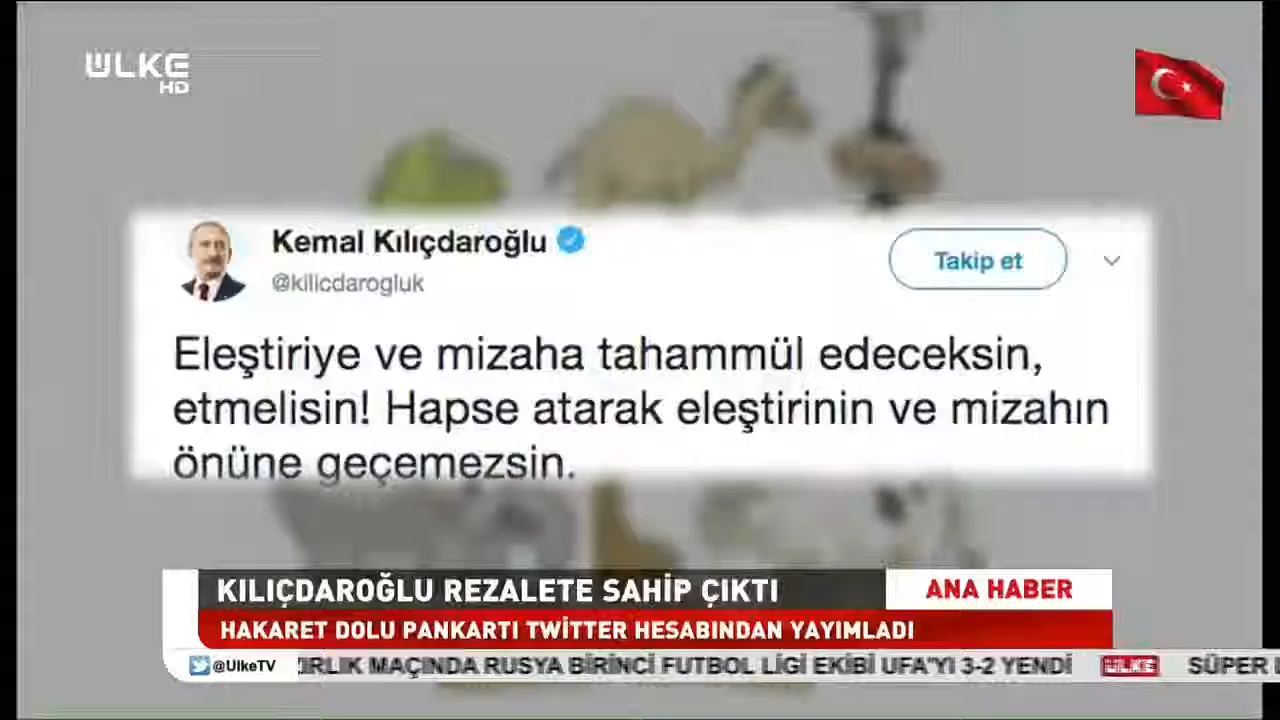 ÜLKE
HD
Kemal Kılıçdaroğlu
@kilicdarogluk
Takip et
Eleştiriye ve mizaha tahammül edeceksin,
etmelisin! Hapse atarak eleştirinin ve mizahın
önüne geçemezsin.
KILIÇDAROĞLU REZALETE SAHİP ÇIKTI
ANA HABER
HAKARET DOLU PANKARTI TWİTTER HESABINDAN YAYIMLADI
@UlkeTV
MAÇINDA RUSYA BİRİNCİ FUTBOL LİGİ EKİBİ UFA'YI 3-2 YENDİ ÜLKE SÜPER